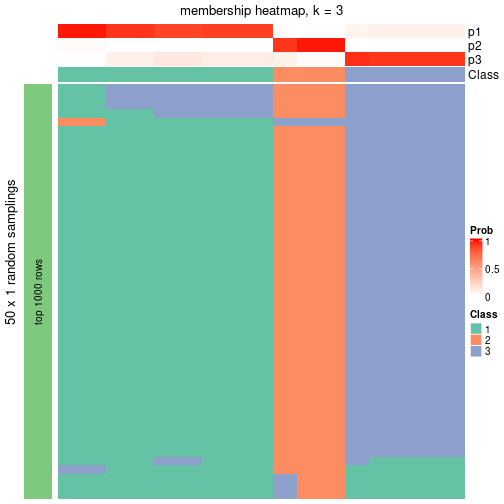 membership heatmap, k = 3
p1
p2
p3
Class
50 x 1 random samplings
top 1000 rows
Prob
1
0.5
0
Class
1
2
3